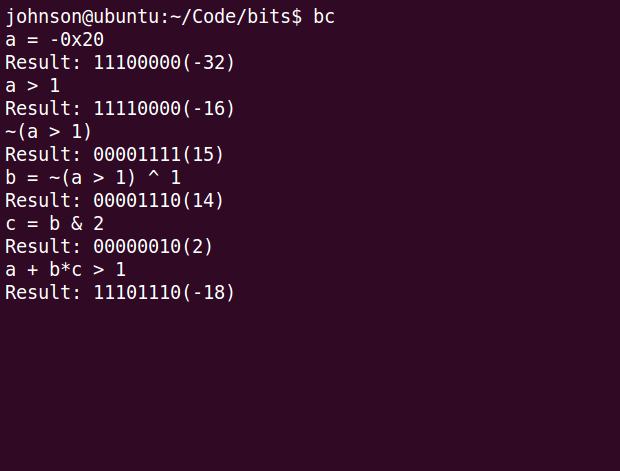 johnson@ubuntu:~/Code/bits$ bc
a = -0x20
Result: 11100000(-32)
a > 1
Result: 11110000(-16)
~(a > 1)
Result: 00001111(15)
b = ~(a > 1) ^ 1
Result: 00001110(14)
c = b & 2
Result: 00000010(2)
a + b*c > 1
Result: 11101110(-18)